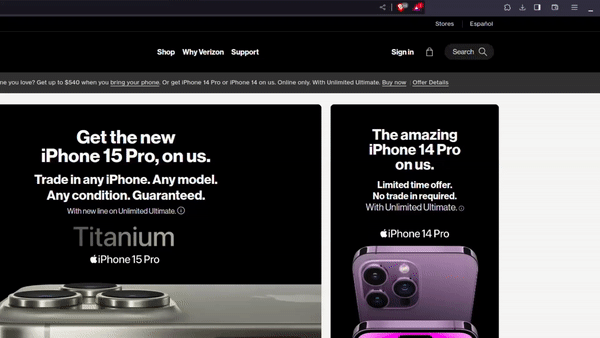 Stores Español
Shop Why Verizon Support Sign in Search
you love? Get up to $540 when you bring your phone. Or get iPhone 14 Pro or iPhone 14 on us. Online only. With Unlimited Ultimate. Buy now Offer Details
Get the new
iPhone 15 Pro, on us.
Trade in any iPhone. Any model.
Any condition. Guaranteed.
With new line on Unlimited Ultimate.
Titanium
iPhone 15 Pro
The amazing
iPhone 14 Pro
on us.
Limited time offer.
No trade in required.
With Unlimited Ultimate.
iPhone 14 Pro